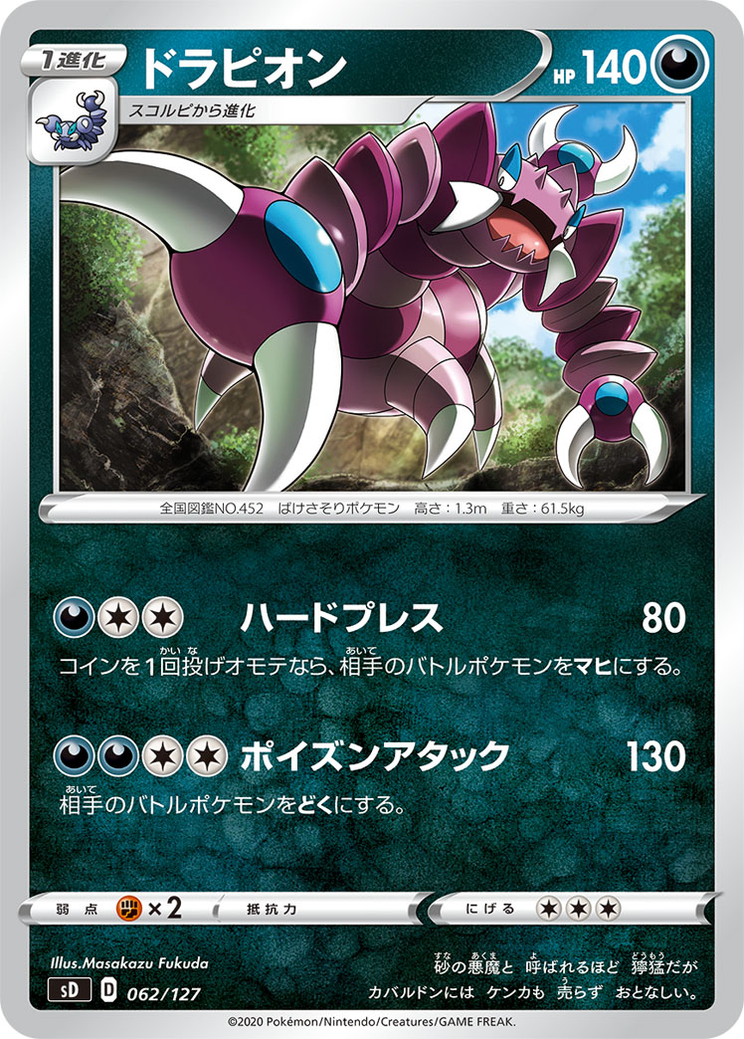 1進化
ドラピオン
HP 140
スコルピから進化
全国図鑑NO.452 ばけさそりポケモン 高さ:1.3m 重さ:61.5kg
ハードプレス 80
コインを1回投げオモテなら、相手のバトルポケモンをマヒにする。
ポイズンアタック 130
相手のバトルポケモンをどくにする。
弱点 ×2 抵抗力 にげる
Illus.Masakazu Fukuda
砂の悪魔と 呼ばれるほど 獰猛だが
カバルドンには ケンカも 売らず おとなしい。
sD D 062/127
©2020 Pokémon/Nintendo/Creatures/GAME FREAK.